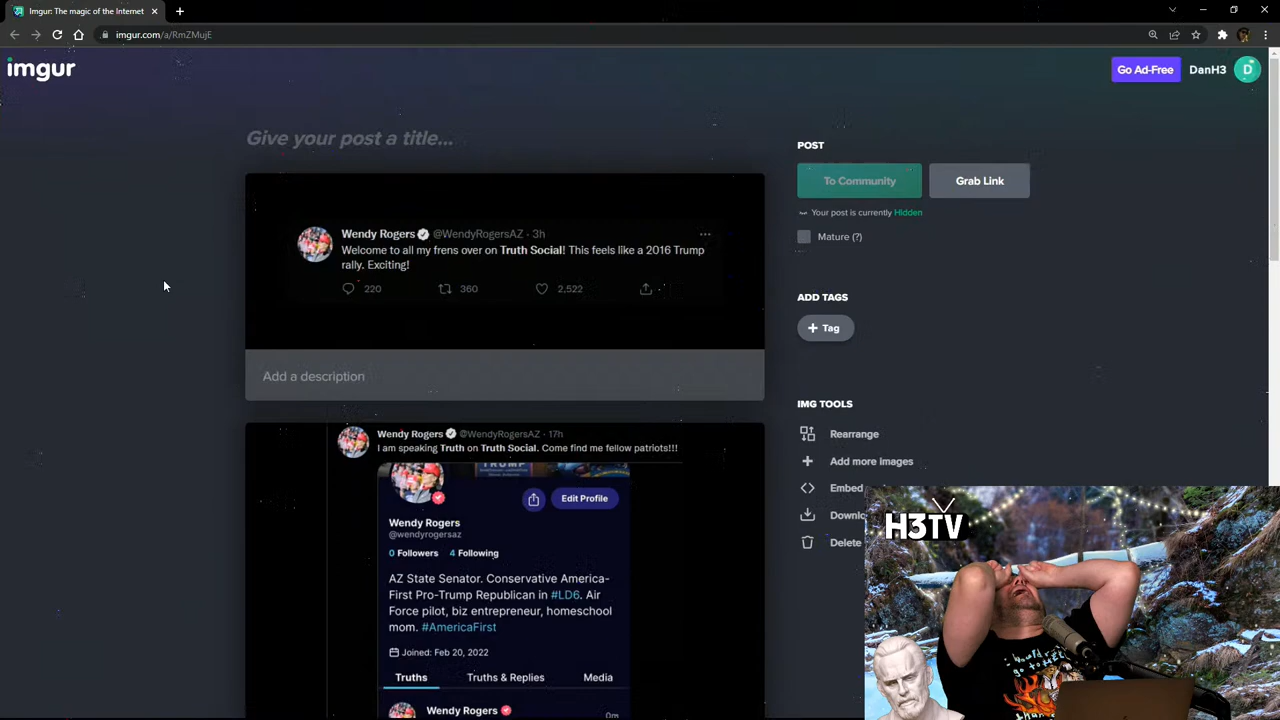 Imgur: The magic of the Internet
imgur.com/a/RmZMujE
imgur
Go Ad-Free
DanH3
D
Give your post a title...
Wendy Rogers @WendyRogersAZ · 3h
Welcome to all my frens over on Truth Social! This feels like a 2016 Trump
rally. Exciting!
220
360
2,522
Add a description
Wendy Rogers @WendyRogersAZ · 17h
I am speaking Truth on Truth Social. Come find me fellow patriots!!!
TRUMP
Edit Profile
Wendy Rogers
@wendyrogersaz
0 Followers 4 Following
AZ State Senator. Conservative America-
First Pro-Trump Republican in #LD6. Air
Force pilot, biz entrepreneur, homeschool
mom. #AmericaFirst
Joined: Feb 20, 2022
Truths
Truths & Replies
Media
Wendy Rogers
0m
POST
To Community
Grab Link
Your post is currently Hidden
Mature (?)
ADD TAGS
+ Tag
IMG TOOLS
Rearrange
Add more images
Embed
Downlo
Delete
H3TV
go to